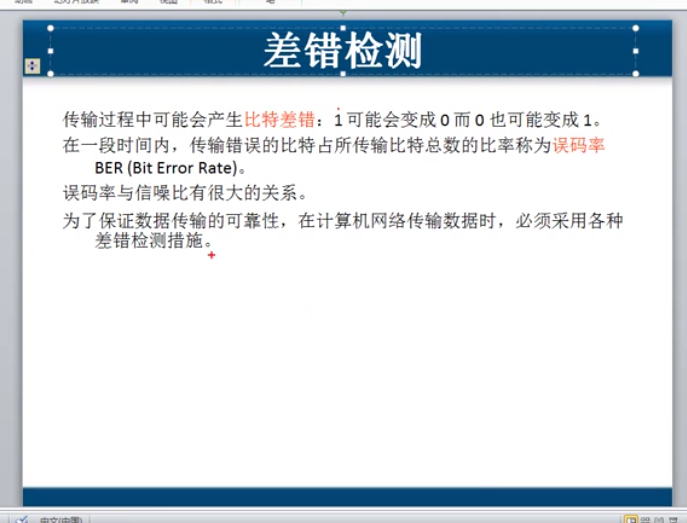 差错检测
传输过程中可能会产生比特差错：1 可能会变成 0 而 0 也可能变成 1。
在一段时间内，传输错误的比特占所传输比特总数的比率称为误码率
BER (Bit Error Rate)。
误码率与信噪比有很大的关系。
为了保证数据传输的可靠性，在计算机网络传输数据时，必须采用各种
差错检测措施。
中文(中国)